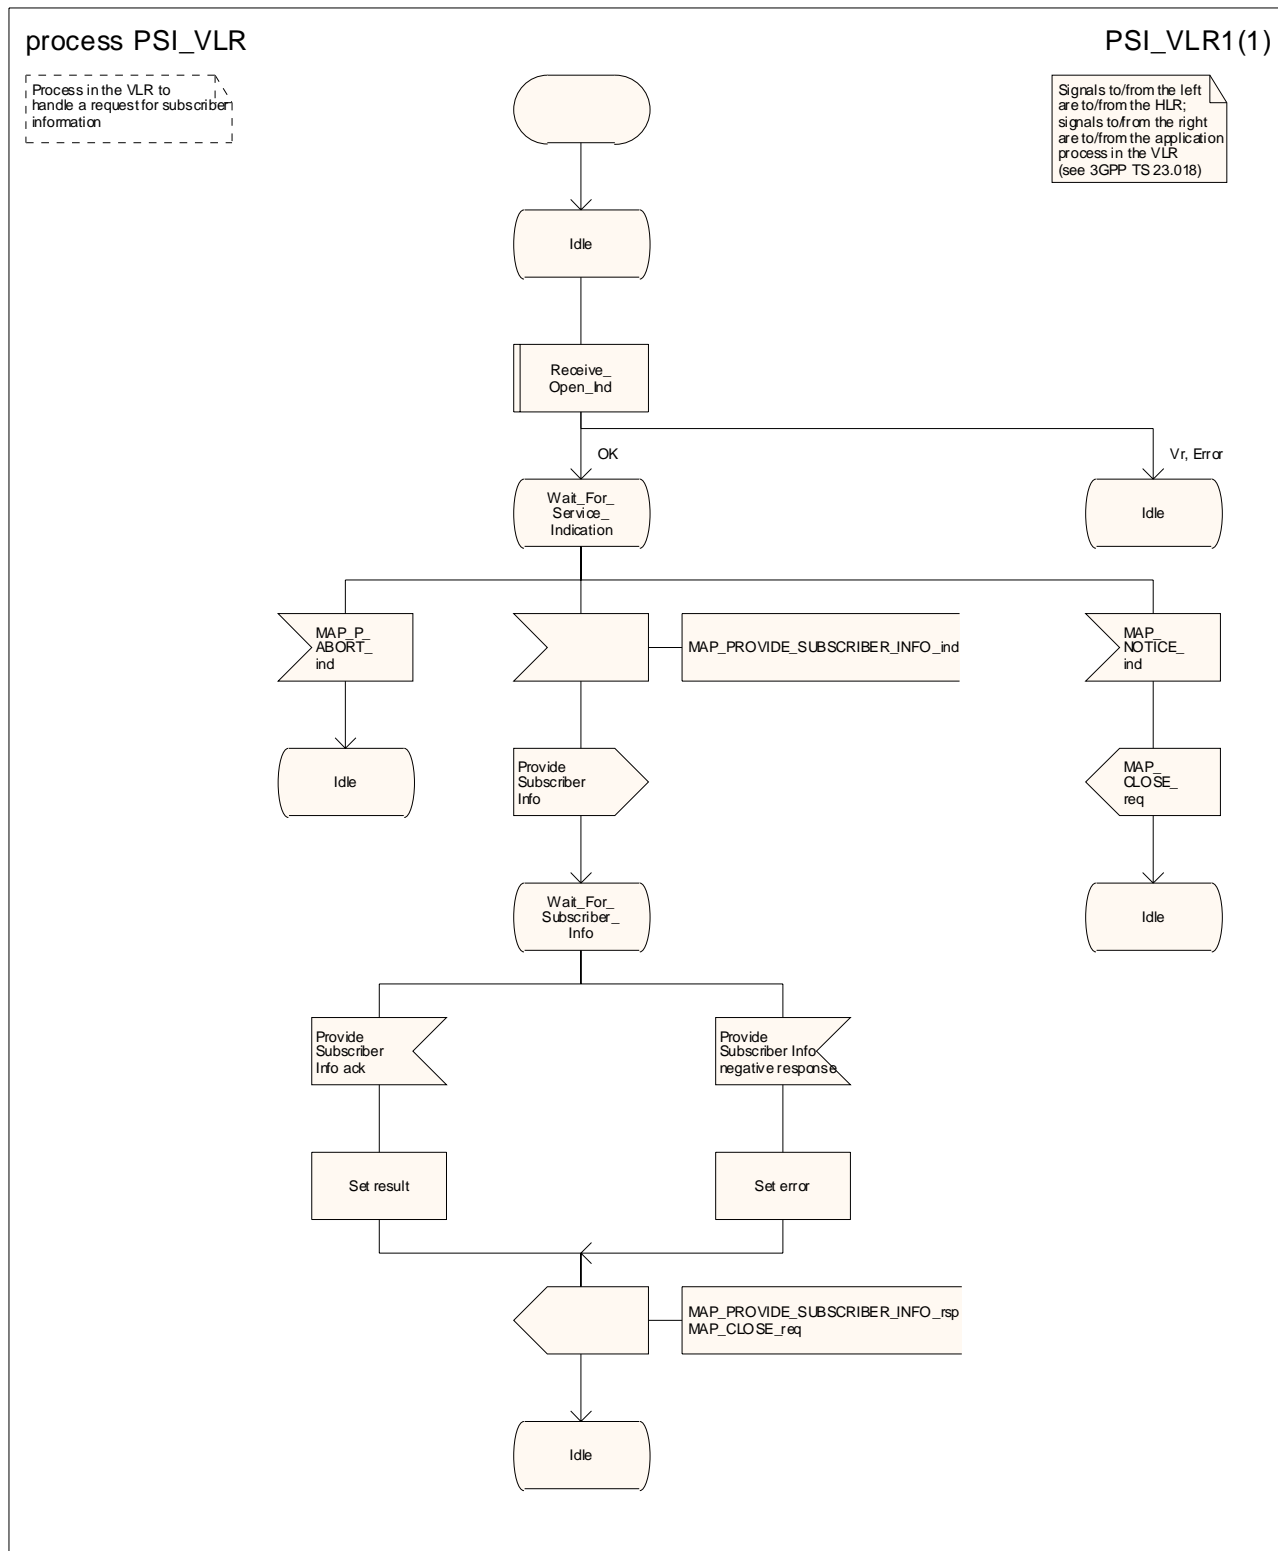 process PSI_VLR
PSI_VLR1(1)
Process in the VLR to
handle a request for subscriber
information
Signals to/from the left
are to/from the HLR;
signals to/from the right
are to/from the application
process in the VLR
(see 3GPP TS 23.018)
Idle
Receive_
Open_Ind
OK
Vr, Error
Wait_For_
Service_
Indication
Idle
MAP_P_
ABORT_
ind
MAP_PROVIDE_SUBSCRIBER_INFO_ind
MAP_
NOTICE_
ind
Idle
Provide
Subscriber
Info
MAP_
CLOSE_
req
Wait_For_
Subscriber_
Info
Idle
Provide
Subscriber
Info ack
Provide
Subscriber Info
negative response
Set result
Set error
MAP_PROVIDE_SUBSCRIBER_INFO_rsp
MAP_CLOSE_req
Idle